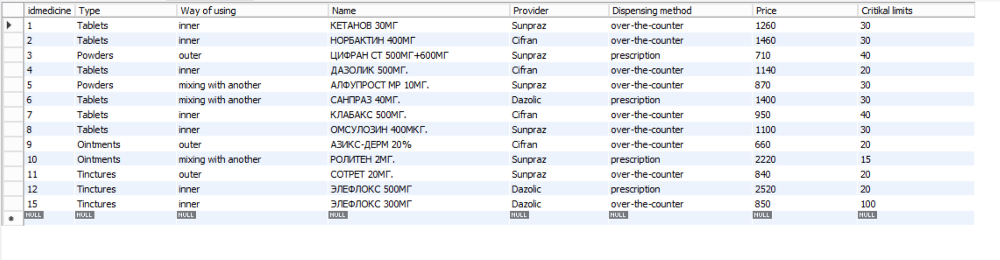 idmedicine Type Way of using Name Provider Dispensing method Price Critikal limits
1 Tablets inner КЕТАНОВ 30МГ Sunpraz over-the-counter 1260 30
2 Tablets inner НОРБАКТИН 400МГ Cifran over-the-counter 1460 30
3 Powders outer ЦИФРАН СТ 500МГ+600МГ Sunpraz prescription 710 40
4 Tablets inner ДАЗОЛИК 500МГ. Cifran over-the-counter 1140 20
5 Powders mixing with another АЛФУПРОСТ МР 10МГ. Sunpraz over-the-counter 870 30
6 Tablets mixing with another САНПРАЗ 40МГ. Dazolic prescription 1400 30
7 Tablets inner КЛАБАКС 500МГ. Cifran over-the-counter 950 40
8 Tablets inner ОМСУЛОЗИН 400МКГ. Sunpraz over-the-counter 1100 30
9 Ointments outer АЗИКС-ДЕРМ 20% Cifran over-the-counter 660 20
10 Ointments mixing with another РОЛИТЕН 2МГ. Sunpraz prescription 2220 15
11 Tinctures outer СОТРЕТ 20МГ. Sunpraz over-the-counter 840 20
12 Tinctures inner ЭЛЕФЛОКС 500МГ Dazolic prescription 2520 20
15 Tinctures inner ЭЛЕФЛОКС 300МГ Dazolic over-the-counter 850 100
NULL NULL NULL NULL NULL NULL NULL NULL